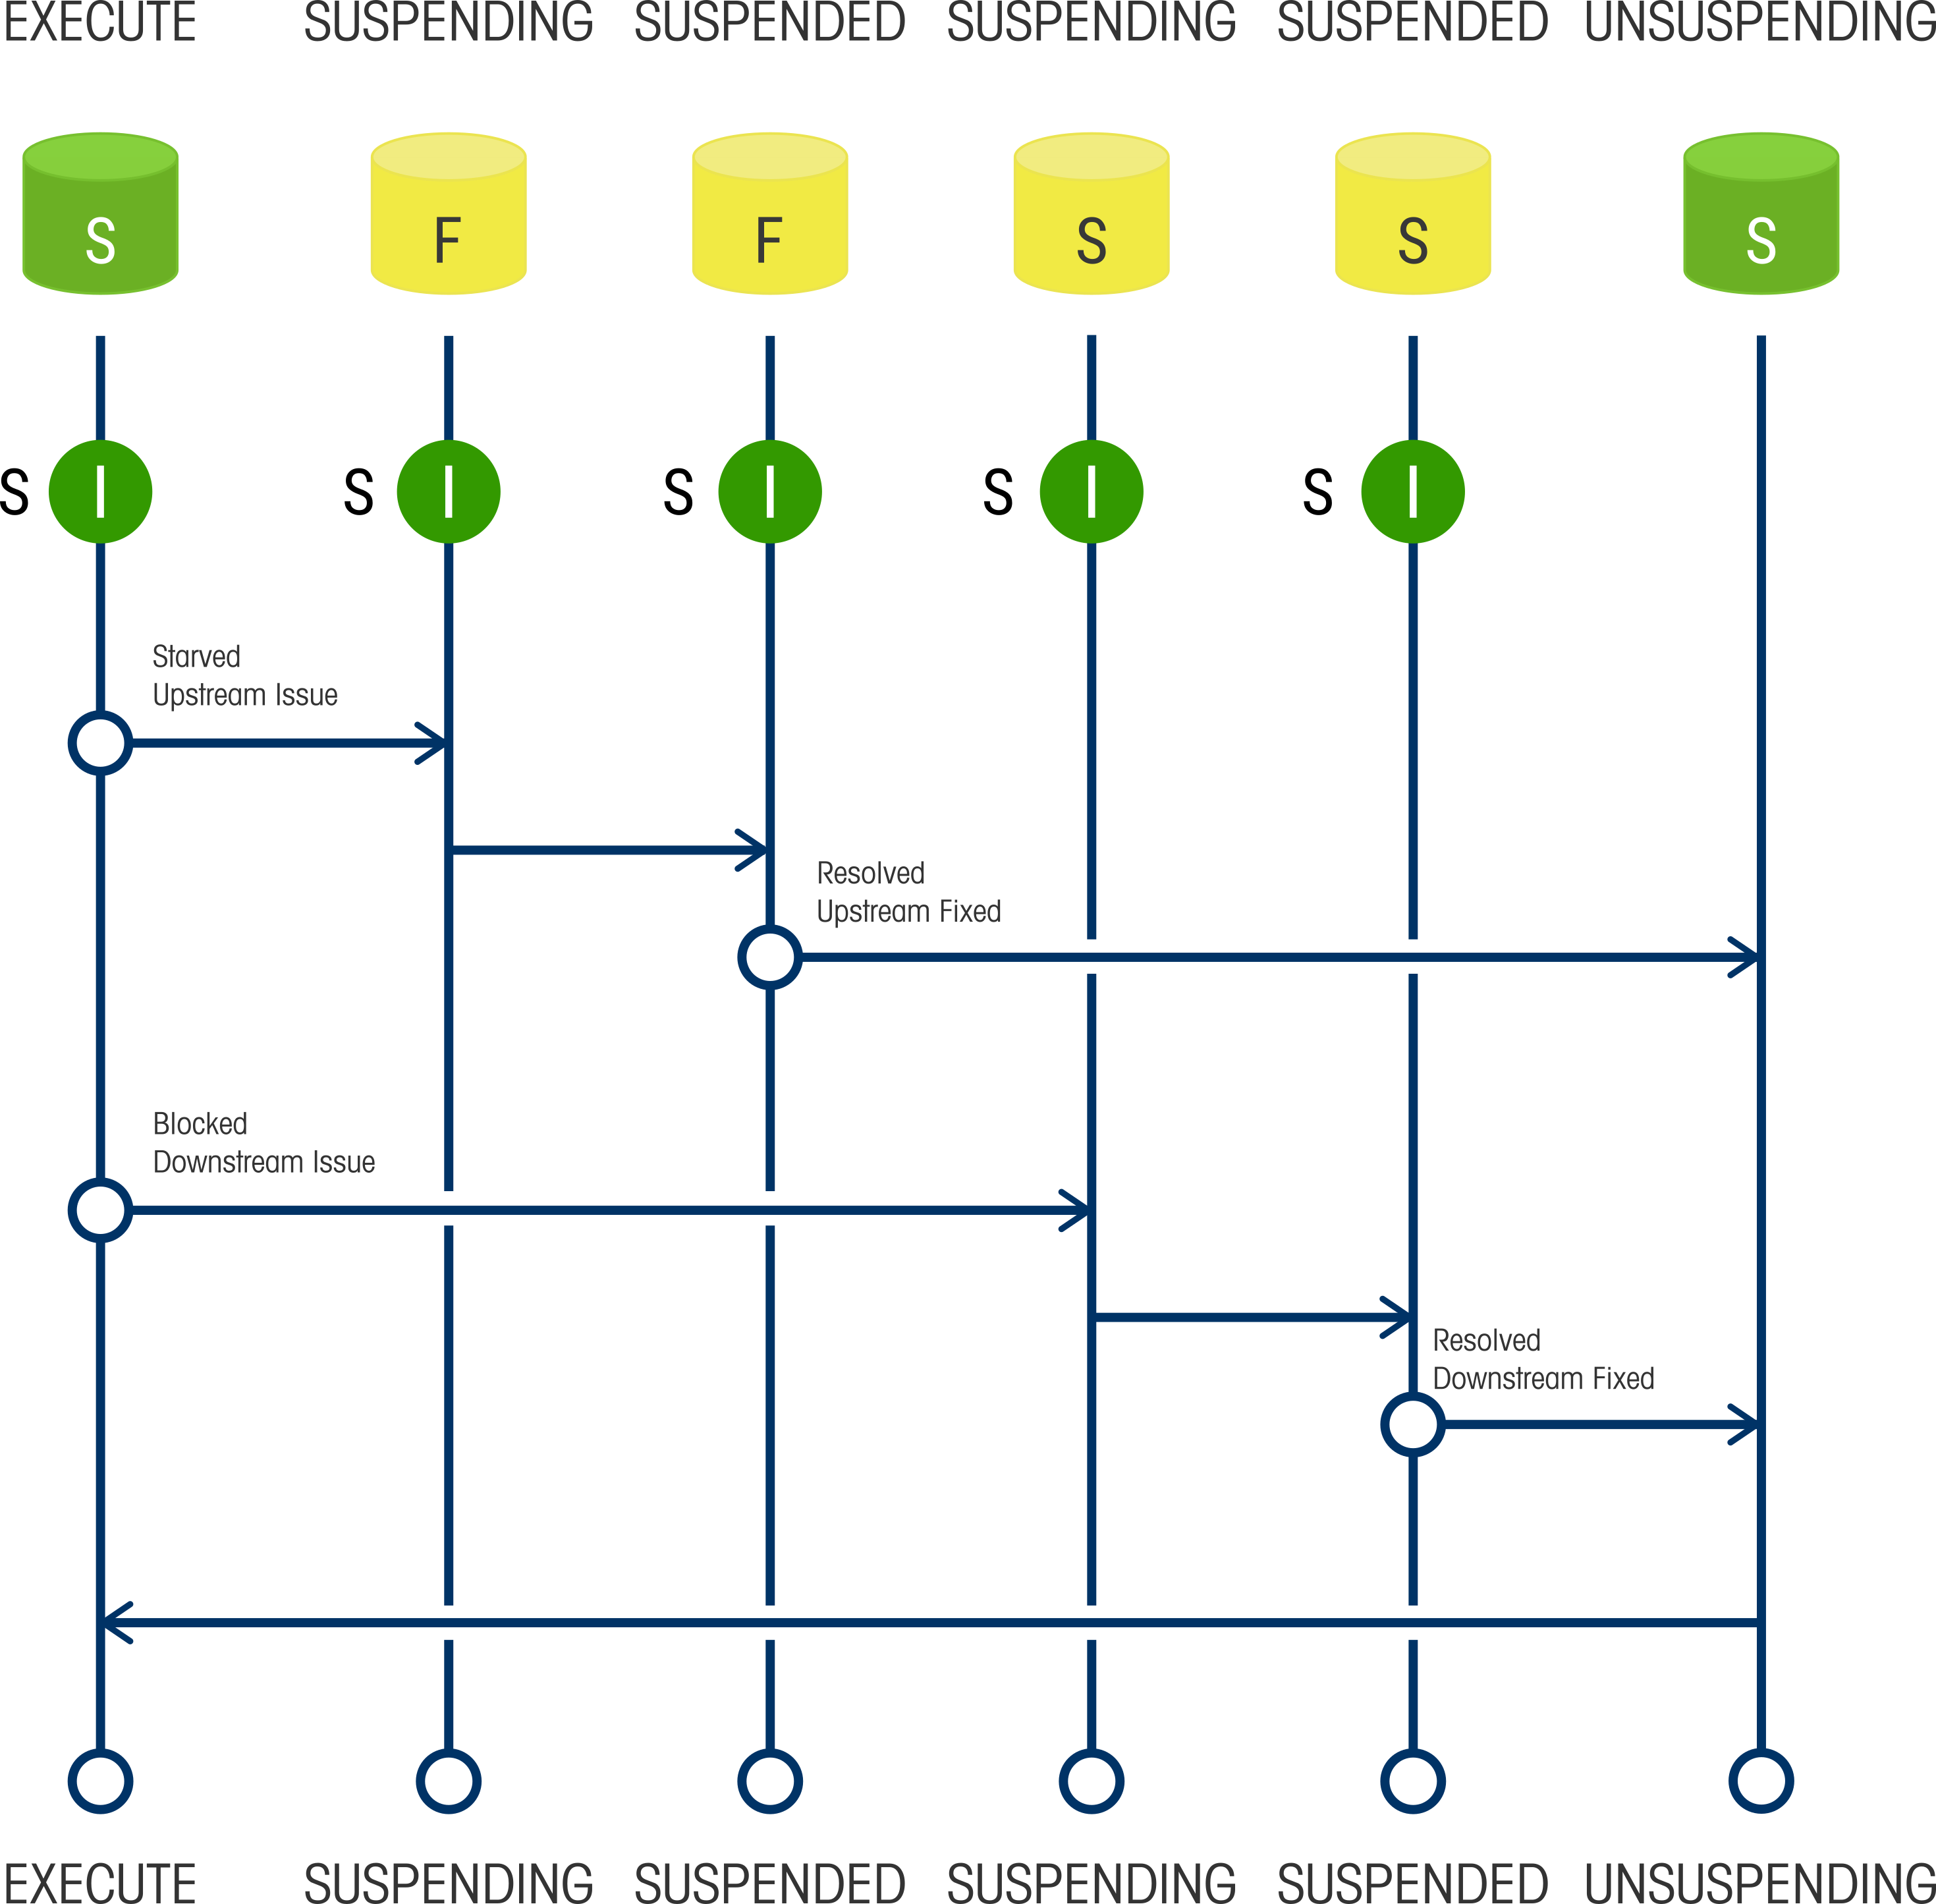 EXECUTE SUSPENDING SUSPENDED SUSPENDING SUSPENDED UNSUSPENDING
S F F S S S
S I S I S I S I S I
Starved
Upstream Issue
Resolved
Upstream Fixed
Blocked
Downstream Issue
Resolved
Downstream Fixed
EXECUTE SUSPENDING SUSPENDED SUSPENDING SUSPENDED UNSUSPENDING